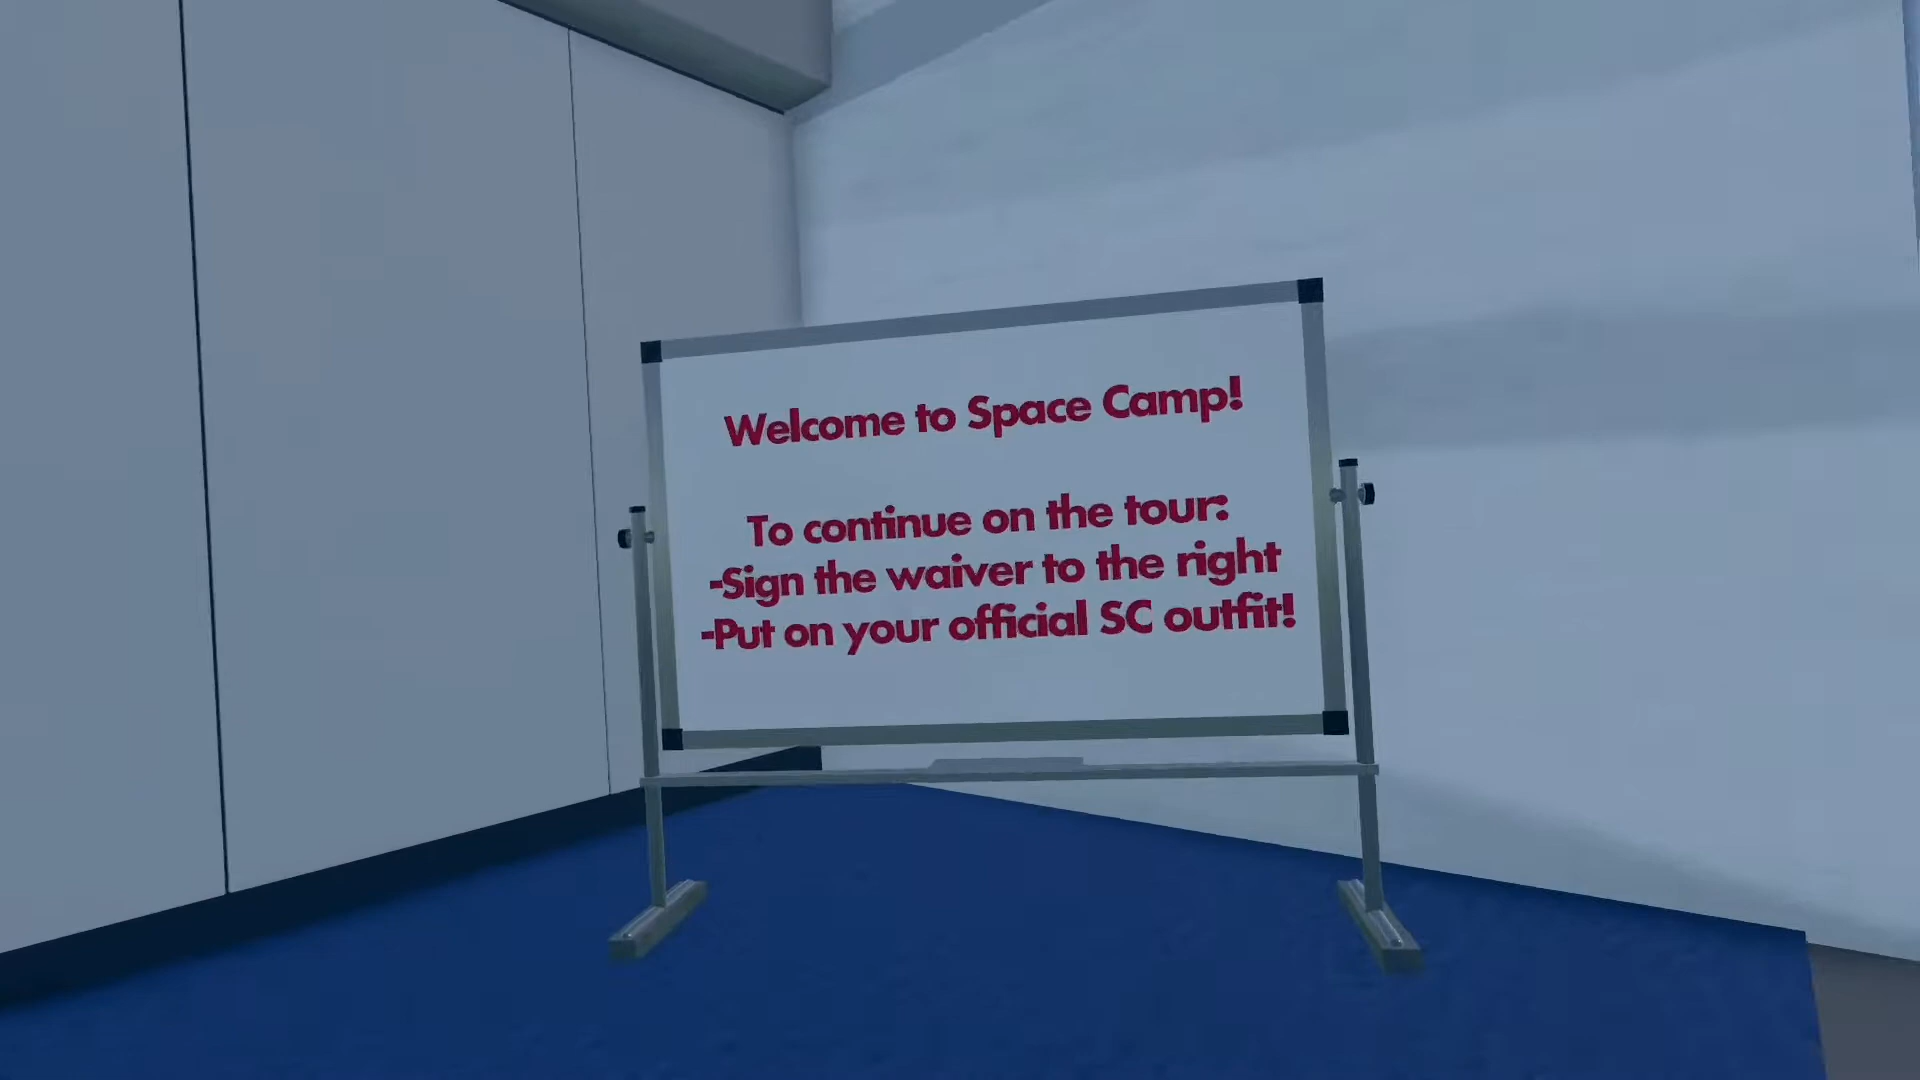 Welcome to Space Camp!
To continue on the tour:
-Sign the waiver to the right
-Put on your official SC outfit!